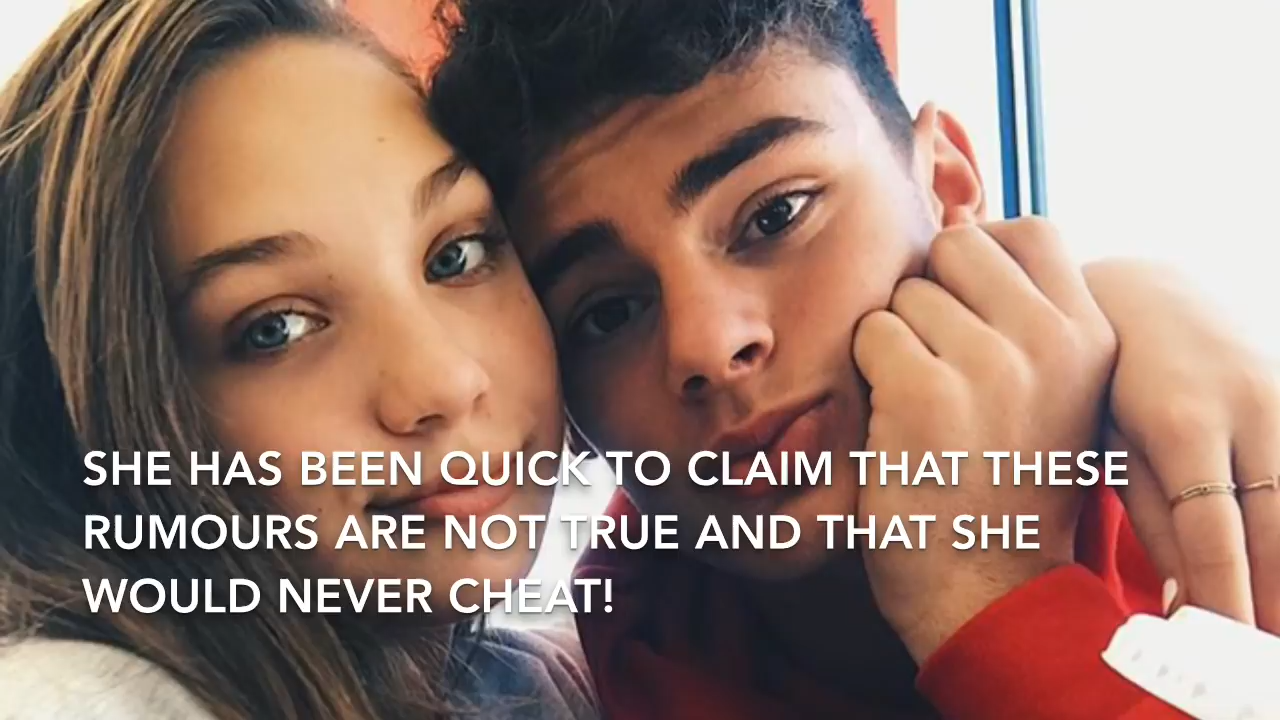 SHE HAS BEEN QUICK TO CLAIM THAT THESE
RUMOURS ARE NOT TRUE AND THAT SHE
WOULD NEVER CHEAT!